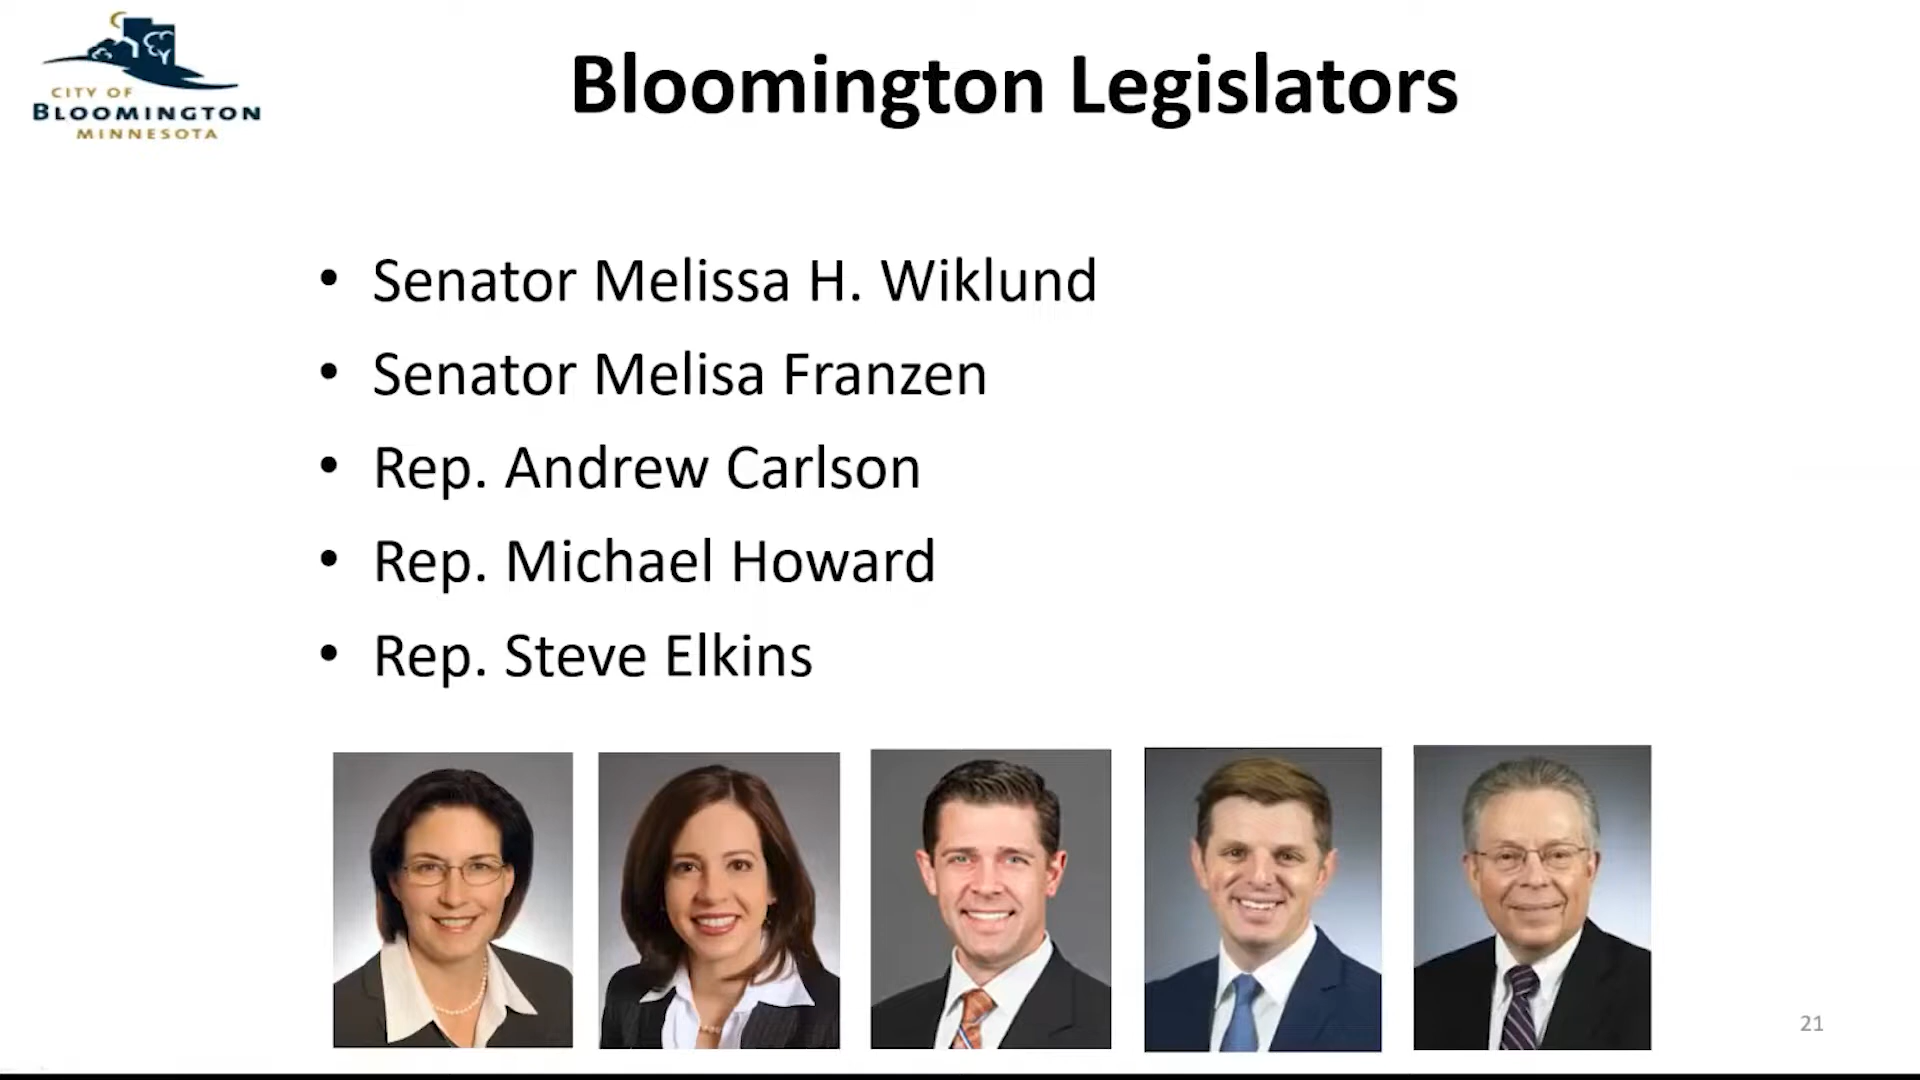 CITY OF
BLOOMINGTON
MINNESOTA
Bloomington Legislators
• Senator Melissa H. Wiklund
• Senator Melisa Franzen
• Rep. Andrew Carlson
• Rep. Michael Howard
• Rep. Steve Elkins
21